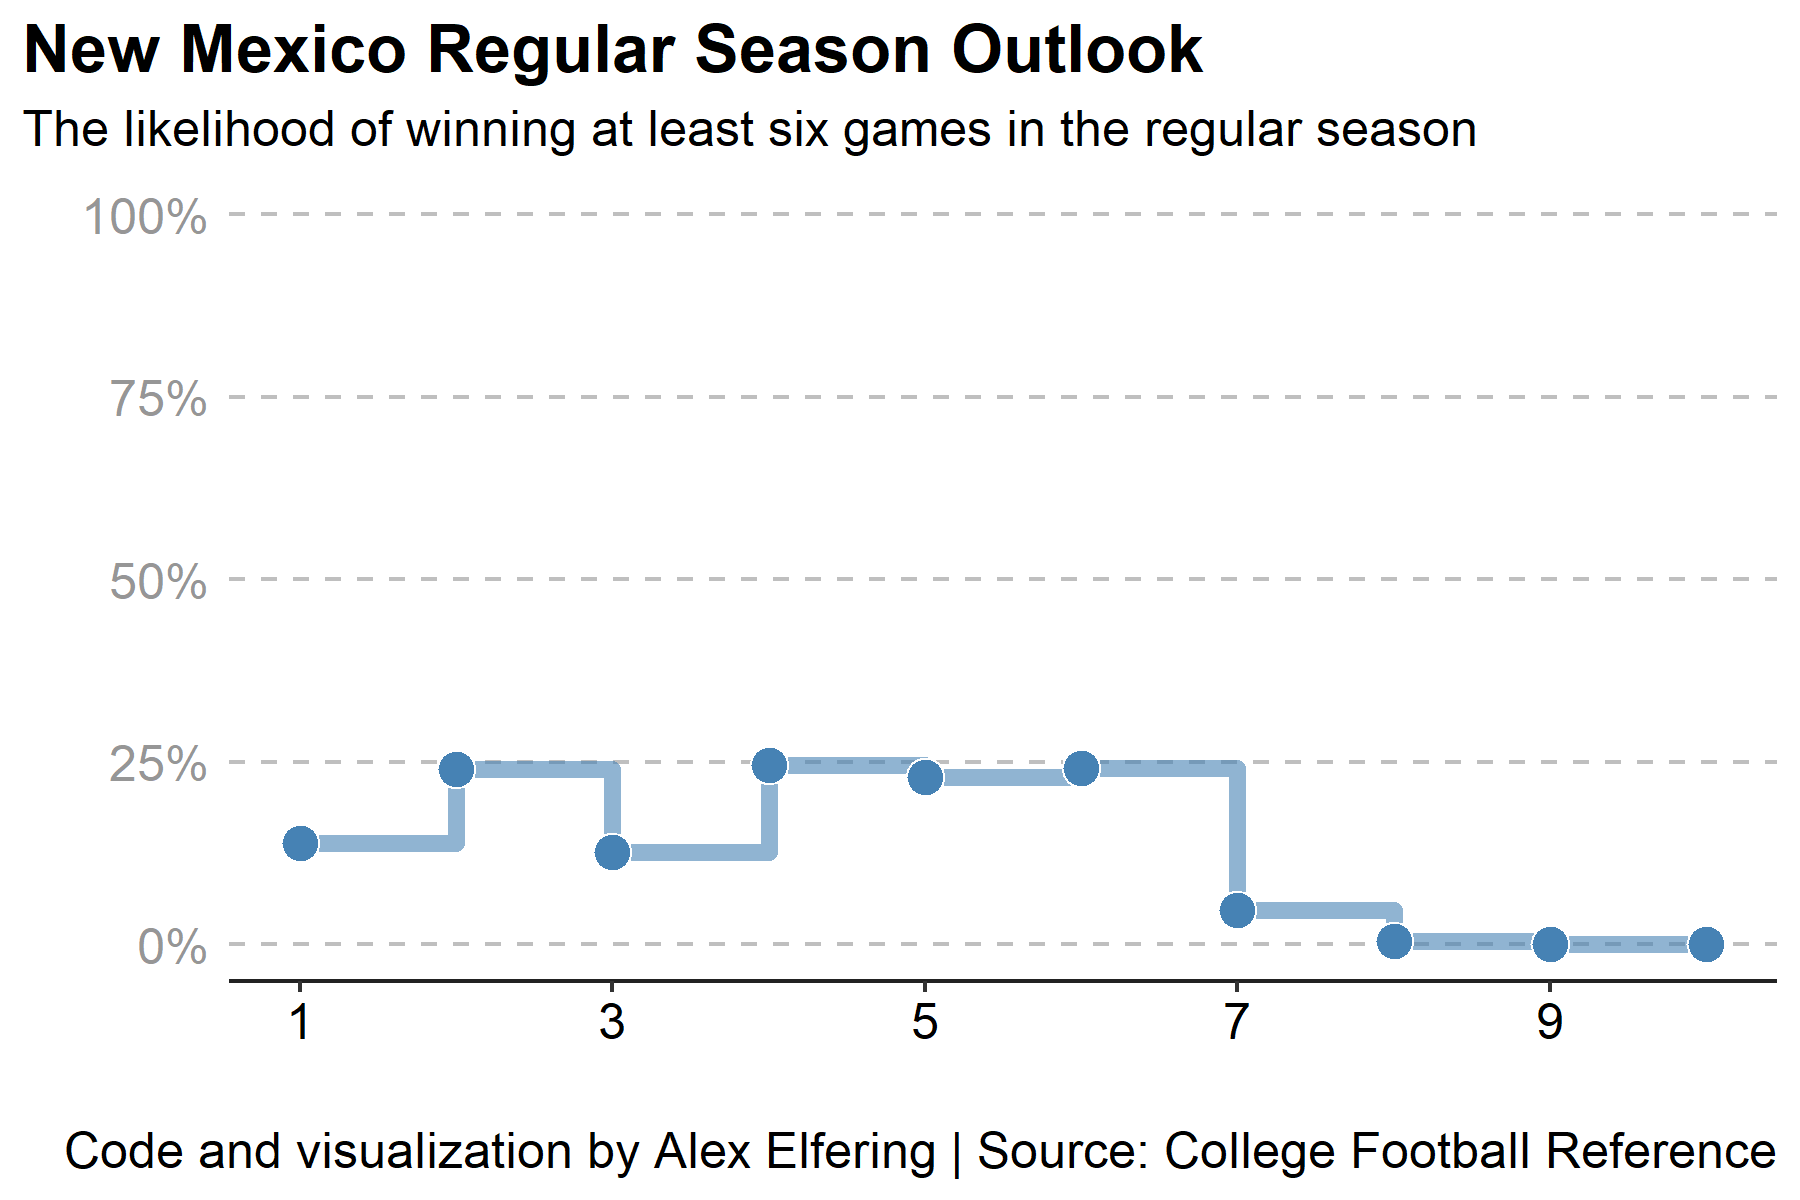 New Mexico Regular Season Outlook
The likelihood of winning at least six games in the regular season
100%
75%
50%
25%
0%
1 3 5 7 9
Code and visualization by Alex Elfering | Source: College Football Reference